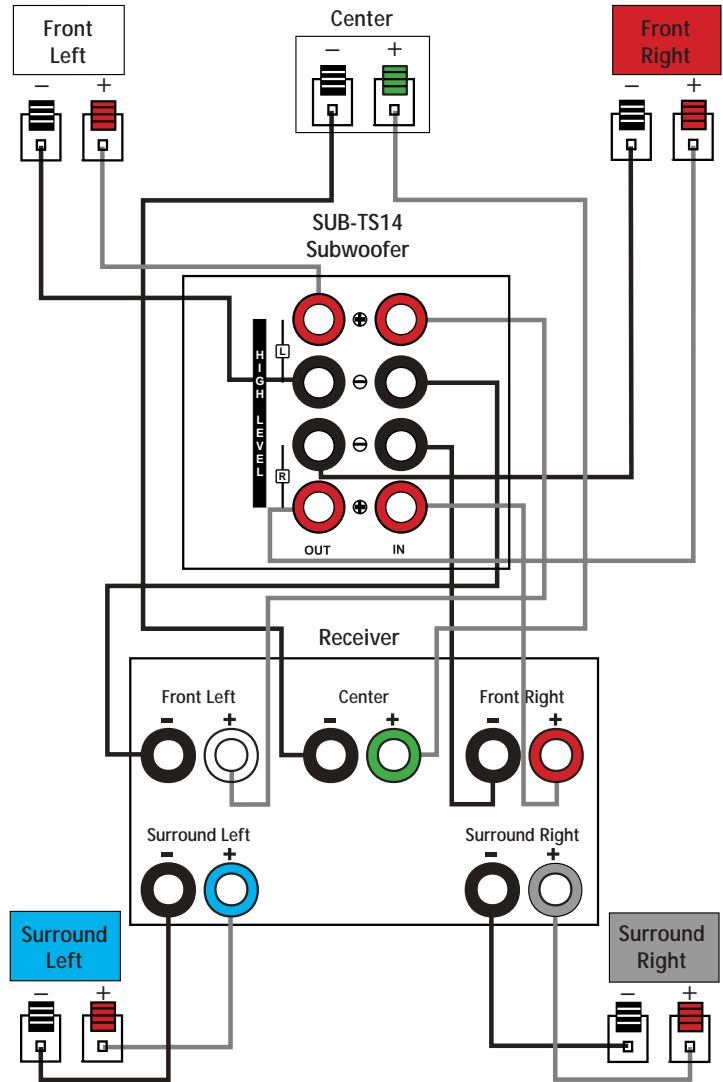 Front
Left
Center
Front
Right
− +
− +
− +
SUB-TS14
Subwoofer
HIGH LEVEL
L
R
+
−
−
+
OUT IN
Receiver
Front Left Center Front Right
- + - + - +
Surround Left Surround Right
- + - +
Surround
Left
Surround
Right
− +
− +